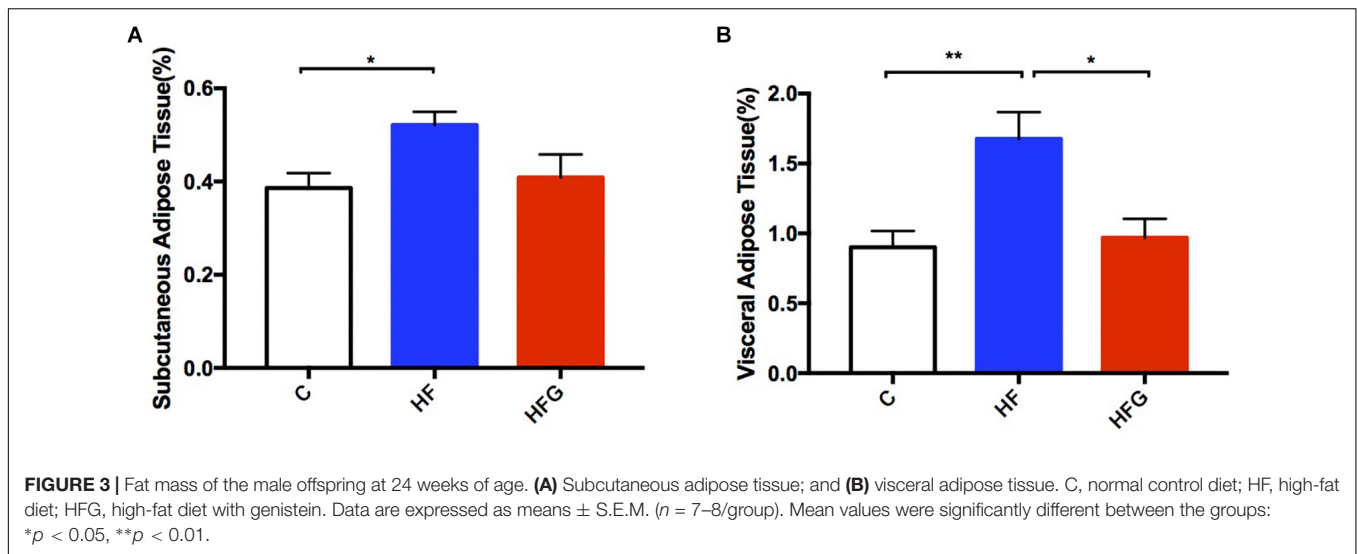 A
Subcutaneous Adipose Tissue(%)
*
0.6
0.4
0.2
0.0
C
HF
HFG
B
Visceral Adipose Tissue(%)
**
*
2.0
1.5
1.0
0.5
0.0
C
HF
HFG
FIGURE 3 | Fat mass of the male offspring at 24 weeks of age. (A) Subcutaneous adipose tissue; and (B) visceral adipose tissue. C, normal control diet; HF, high-fat
diet; HFG, high-fat diet with genistein. Data are expressed as means ± S.E.M. (n = 7–8/group). Mean values were significantly different between the groups:
*p < 0.05, **p < 0.01.